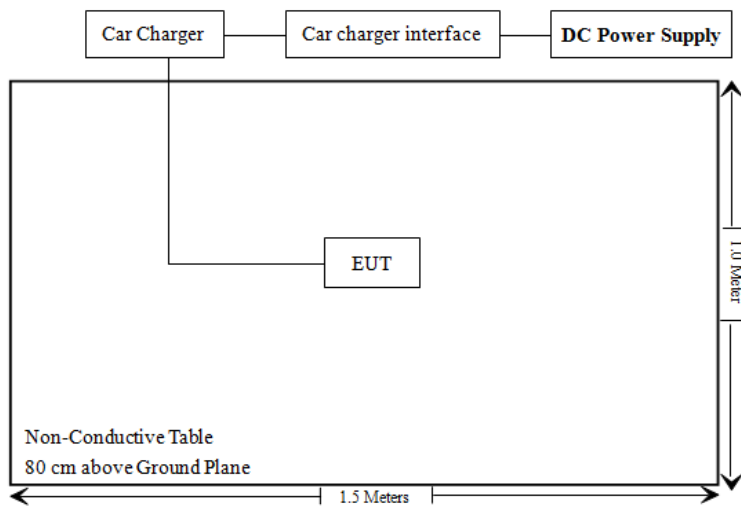 Car Charger
Car charger interface
DC Power Supply
EUT
1.0 Meter
Non-Conductive Table
80 cm above Ground Plane
1.5 Meters